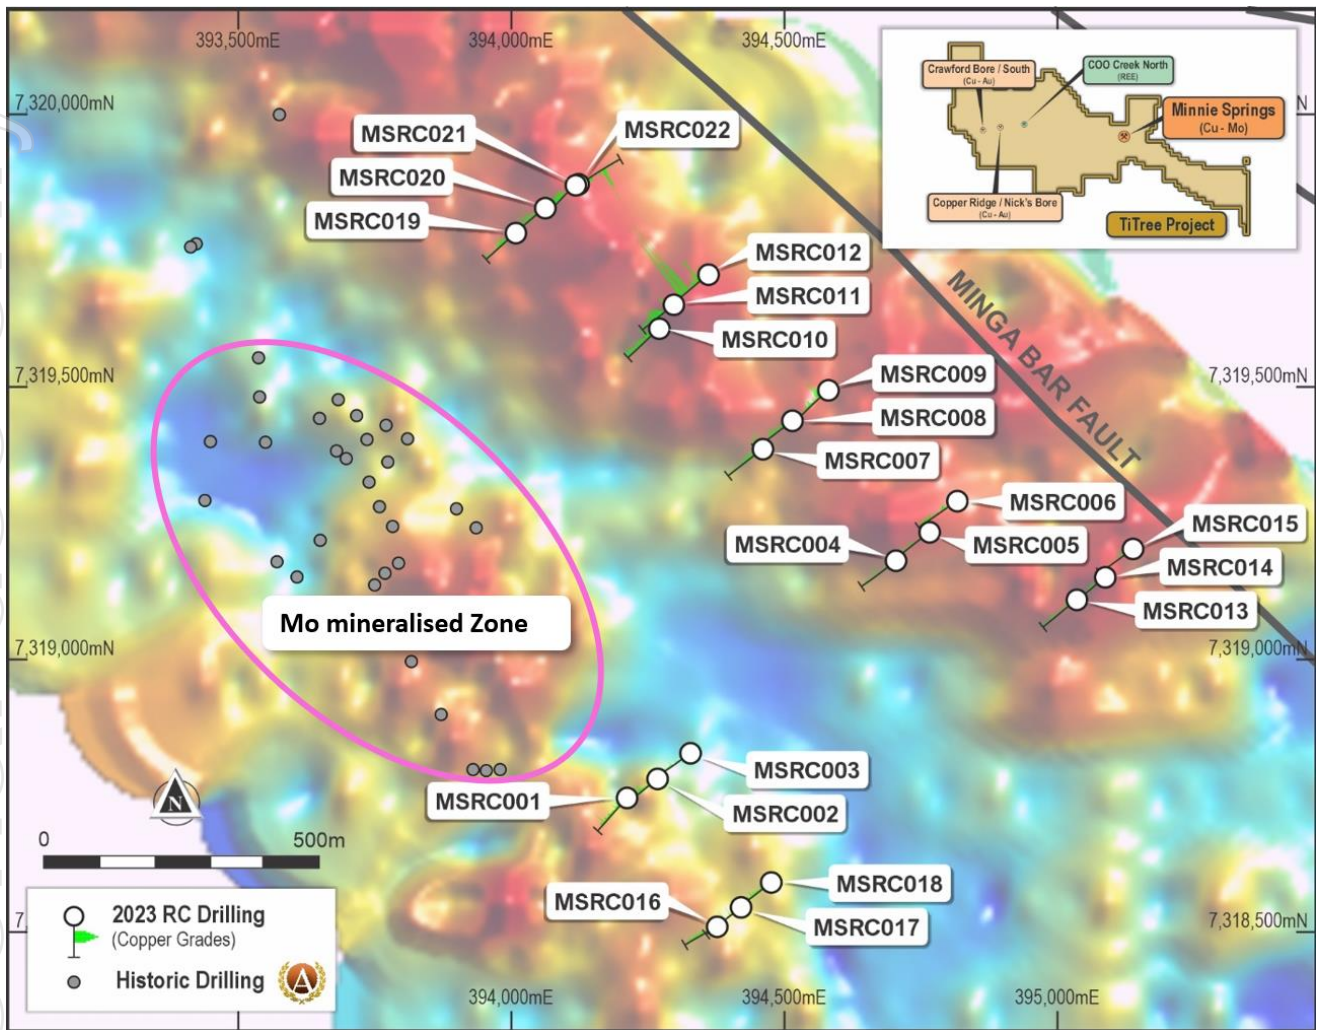 393,500mE
394,000mE
394,500mE
7,320,000mN
N
MSRC021
MSRC022
MSRC020
MSRC019
Crawford Bore / South
(Cu - Au)
COO Creek North
(REE)
Minnie Springs
(Cu - Mo)
Copper Ridge / Nick's Bore
(Cu - Au)
TiTree Project
MSRC012
MSRC011
MSRC010
MINGA BAR FAULT
7,319,500mN
7,319,500mN
MSRC009
MSRC008
MSRC007
MSRC006
MSRC005
MSRC004
MSRC015
MSRC014
MSRC013
Mo mineralised Zone
7,319,000mN
7,319,000mN
MSRC003
MSRC002
MSRC001
N
0
500m
MSRC018
MSRC017
MSRC016
7
7,318,500mN
2023 RC Drilling
(Copper Grades)
Historic Drilling
A
394,000mE
394,500mE
395,000mE